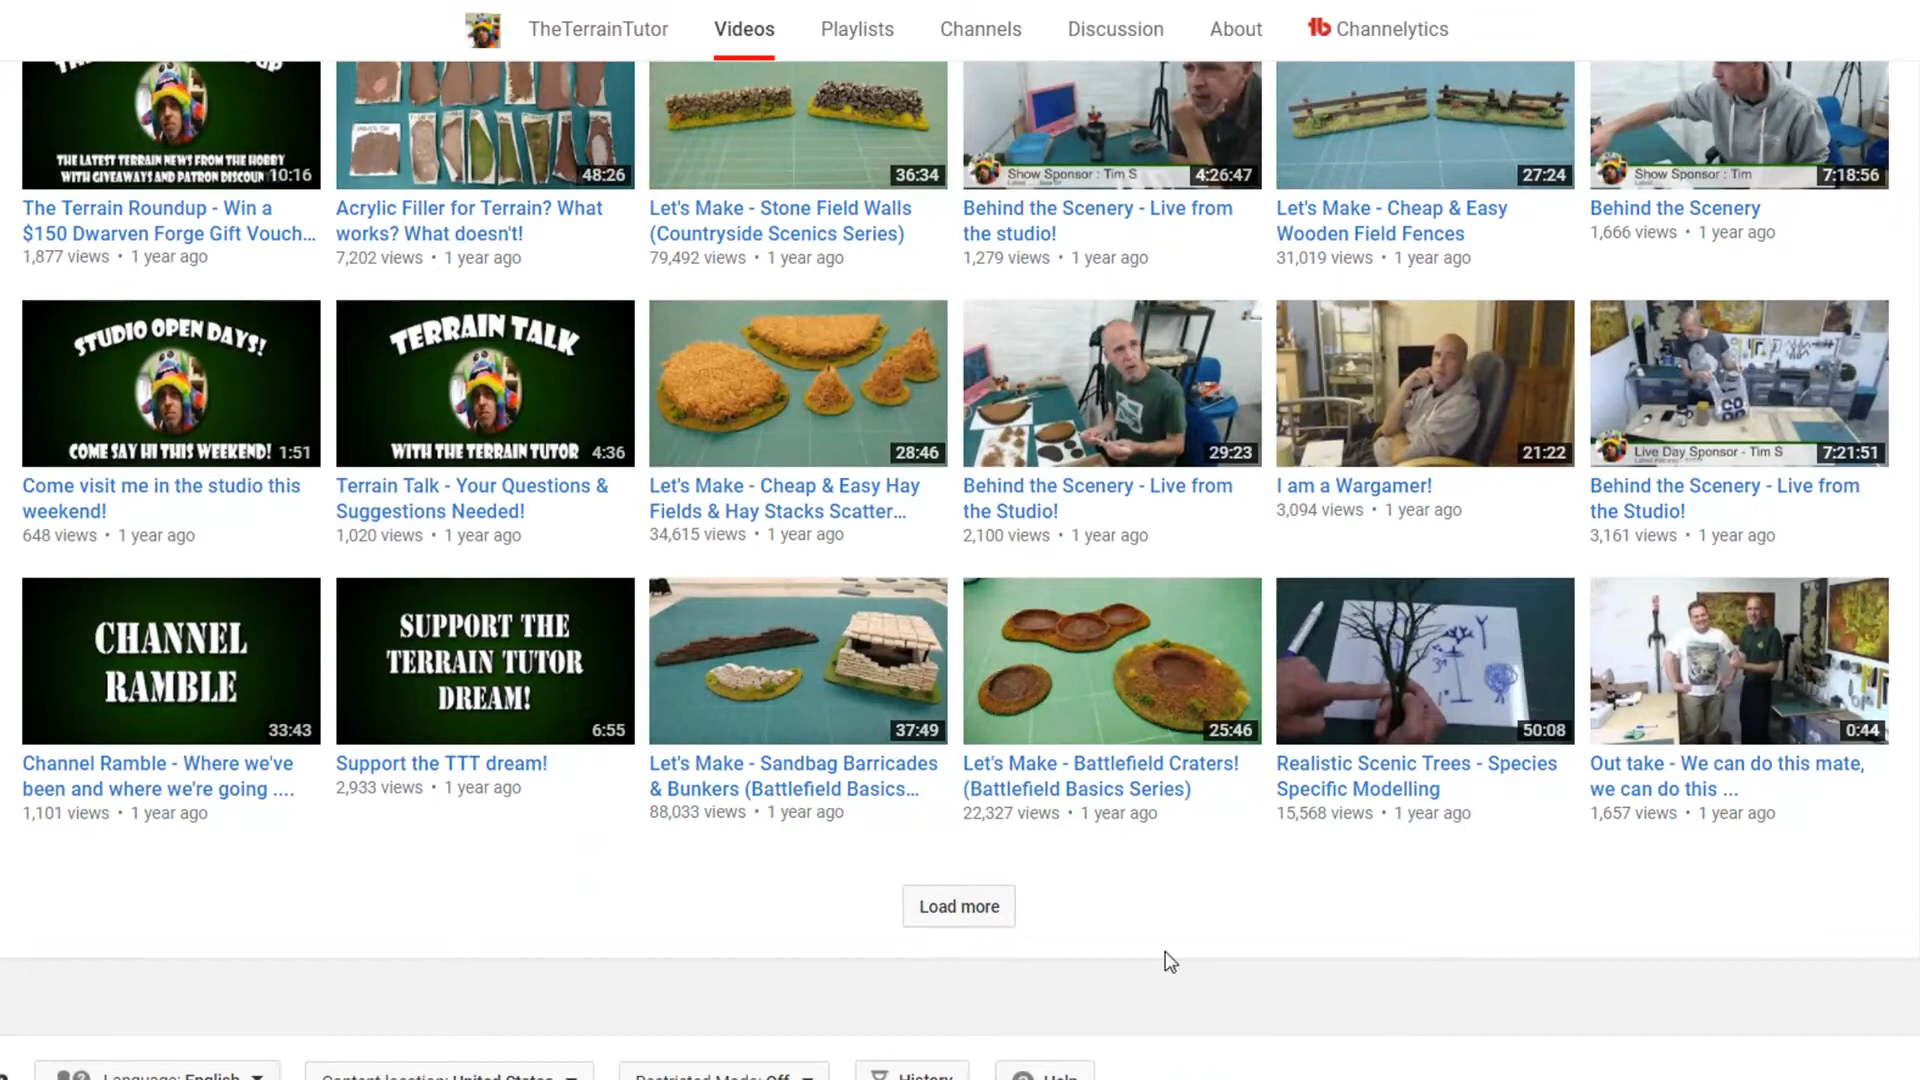 TheTerrainTutor Videos Playlists Channels Discussion About Channelytics
THE LATEST TERRAIN NEWS FROM THE HOBBY
WITH GIVEAWAYS AND PATRON DISCOUN 10:16
48:26
36:34
Show Sponsor : Tim S 4:26:47
27:24
Show Sponsor : Tim 7:18:56
The Terrain Roundup - Win a
$150 Dwarven Forge Gift Vouch...
1,877 views • 1 year ago
Acrylic Filler for Terrain? What
works? What doesn't!
7,202 views • 1 year ago
Let's Make - Stone Field Walls
(Countryside Scenics Series)
79,492 views • 1 year ago
Behind the Scenery - Live from
the studio!
1,279 views • 1 year ago
Let's Make - Cheap & Easy
Wooden Field Fences
31,019 views • 1 year ago
Behind the Scenery
1,666 views • 1 year ago
STUDIO OPEN DAYS!
COME SAY HI THIS WEEKEND! 1:51
TERRAIN TALK
WITH THE TERRAIN TUTOR 4:36
28:46
29:23
21:22
Live Day Sponsor - Tim S 7:21:51
Come visit me in the studio this
weekend!
648 views • 1 year ago
Terrain Talk - Your Questions &
Suggestions Needed!
1,020 views • 1 year ago
Let's Make - Cheap & Easy Hay
Fields & Hay Stacks Scatter...
34,615 views • 1 year ago
Behind the Scenery - Live from
the Studio!
2,100 views • 1 year ago
I am a Wargamer!
3,094 views • 1 year ago
Behind the Scenery - Live from
the Studio!
3,161 views • 1 year ago
CHANNEL
RAMBLE
33:43
SUPPORT THE
TERRAIN TUTOR
DREAM!
6:55
37:49
25:46
50:08
0:44
Channel Ramble - Where we've
been and where we're going ....
1,101 views • 1 year ago
Support the TTT dream!
2,933 views • 1 year ago
Let's Make - Sandbag Barricades
& Bunkers (Battlefield Basics...
88,033 views • 1 year ago
Let's Make - Battlefield Craters!
(Battlefield Basics Series)
22,327 views • 1 year ago
Realistic Scenic Trees - Species
Specific Modelling
15,568 views • 1 year ago
Out take - We can do this mate,
we can do this ...
1,657 views • 1 year ago
Load more
Language: English Content location: United States Restricted Mode: Off History Help